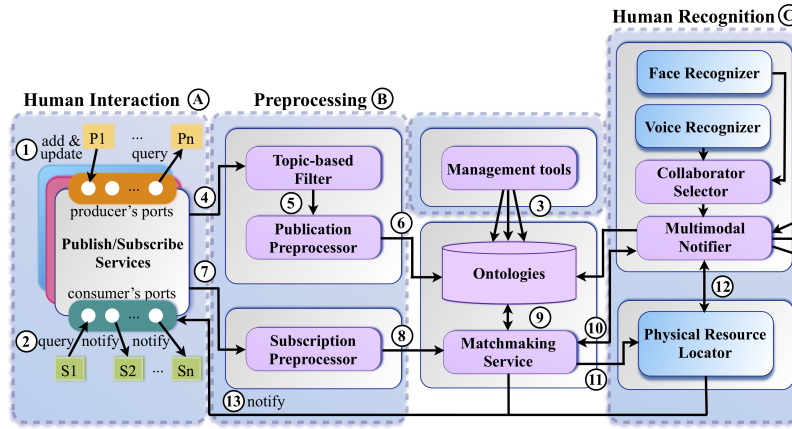 Human Interaction A
1 add &
update
P1
...
Pn
query
...
producer's ports
Publish/Subscribe
Services
consumer's ports
...
2 query notify notify
S1
S2
...
Sn
Preprocessing B
4
Topic-based
Filter
5
Publication
Preprocessor
6
7
Subscription
Preprocessor
8
13 notify
Management tools
3
Ontologies
9
Matchmaking
Service
10
11
Human Recognition C
Face Recognizer
Voice Recognizer
Collaborator
Selector
Multimodal
Notifier
12
Physical Resource
Locator